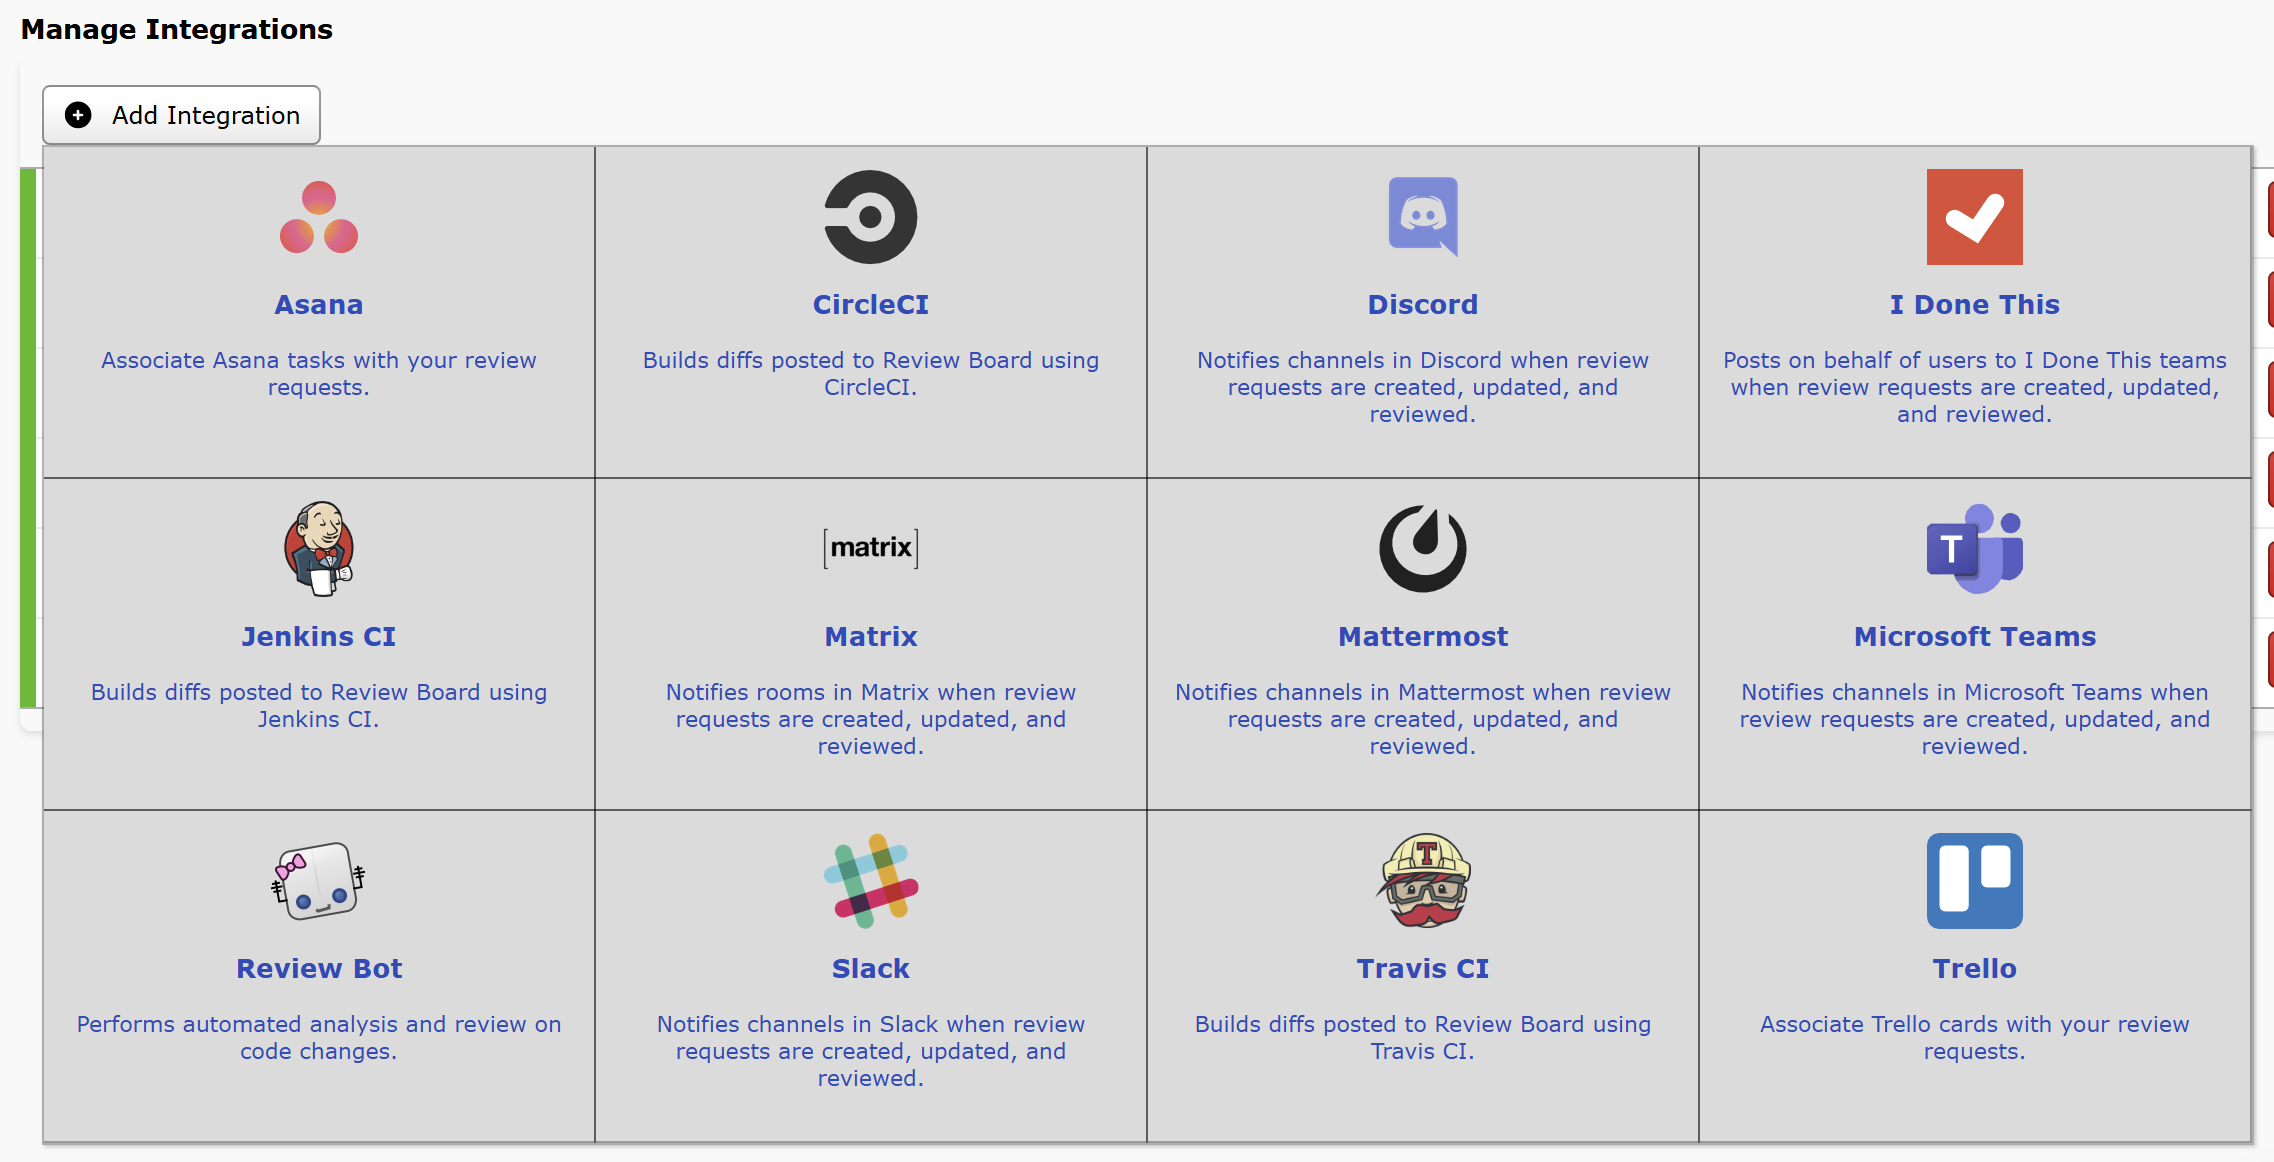 Manage Integrations
Add Integration
Asana
Associate Asana tasks with your review
requests.
CircleCI
Builds diffs posted to Review Board using
CircleCI.
Discord
Notifies channels in Discord when review
requests are created, updated, and
reviewed.
I Done This
Posts on behalf of users to I Done This teams
when review requests are created, updated,
and reviewed.
Jenkins CI
Builds diffs posted to Review Board using
Jenkins CI.
[matrix]
Matrix
Notifies rooms in Matrix when review
requests are created, updated, and
reviewed.
Mattermost
Notifies channels in Mattermost when review
requests are created, updated, and
reviewed.
T
Microsoft Teams
Notifies channels in Microsoft Teams when
review requests are created, updated, and
reviewed.
Review Bot
Performs automated analysis and review on
code changes.
Slack
Notifies channels in Slack when review
requests are created, updated, and
reviewed.
T
Travis CI
Builds diffs posted to Review Board using
Travis CI.
Trello
Associate Trello cards with your review
requests.